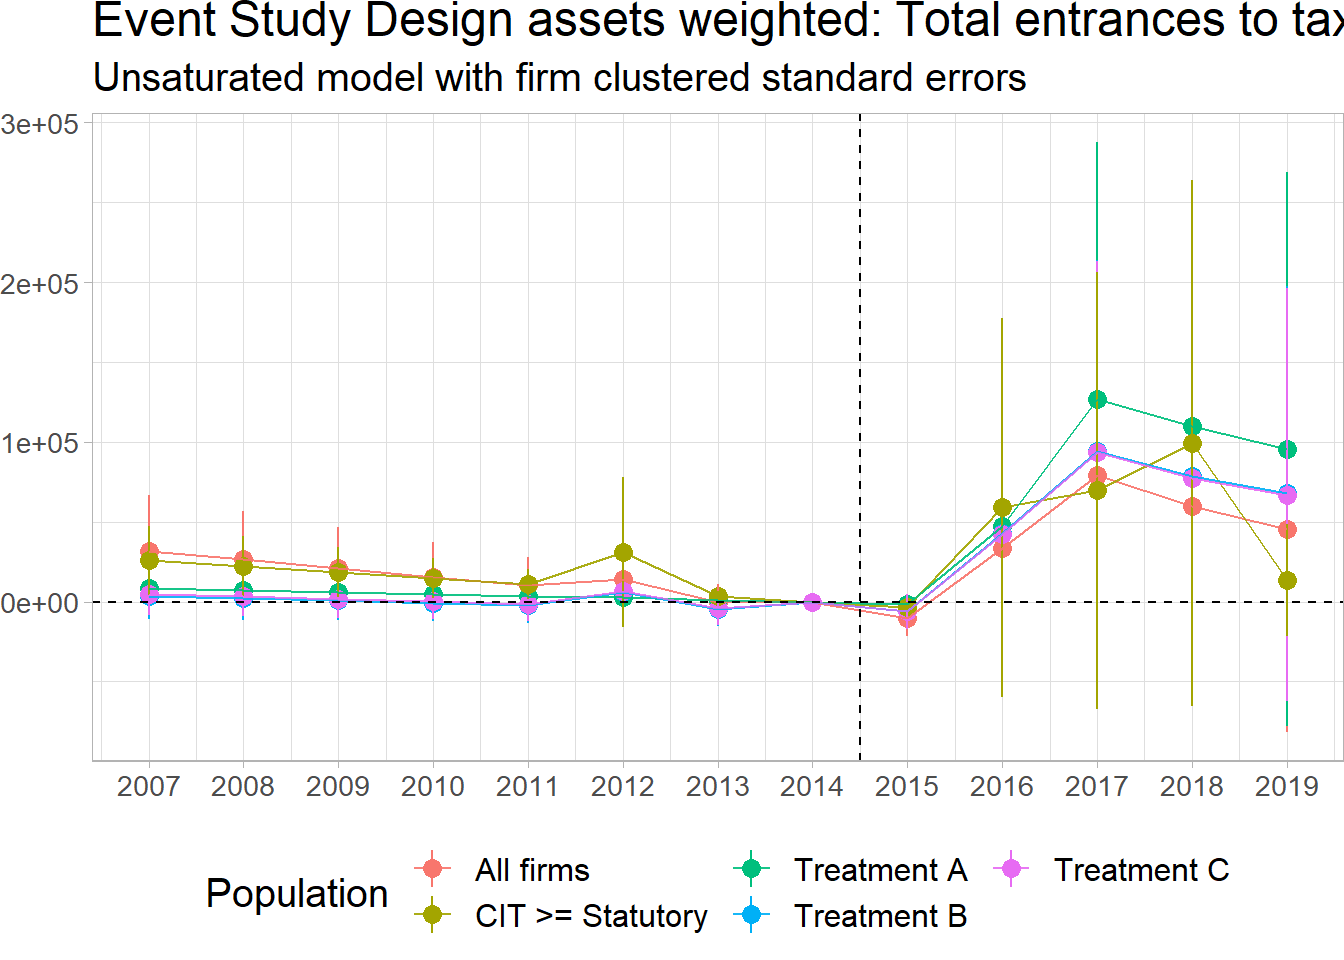 Event Study Design assets weighted: Total entrances to tax
Unsaturated model with firm clustered standard errors
3e+05
2e+05
1e+05
0e+00
2007 2008 2009 2010 2011 2012 2013 2014 2015 2016 2017 2018 2019
Population
All firms Treatment A Treatment C
CIT >= Statutory Treatment B